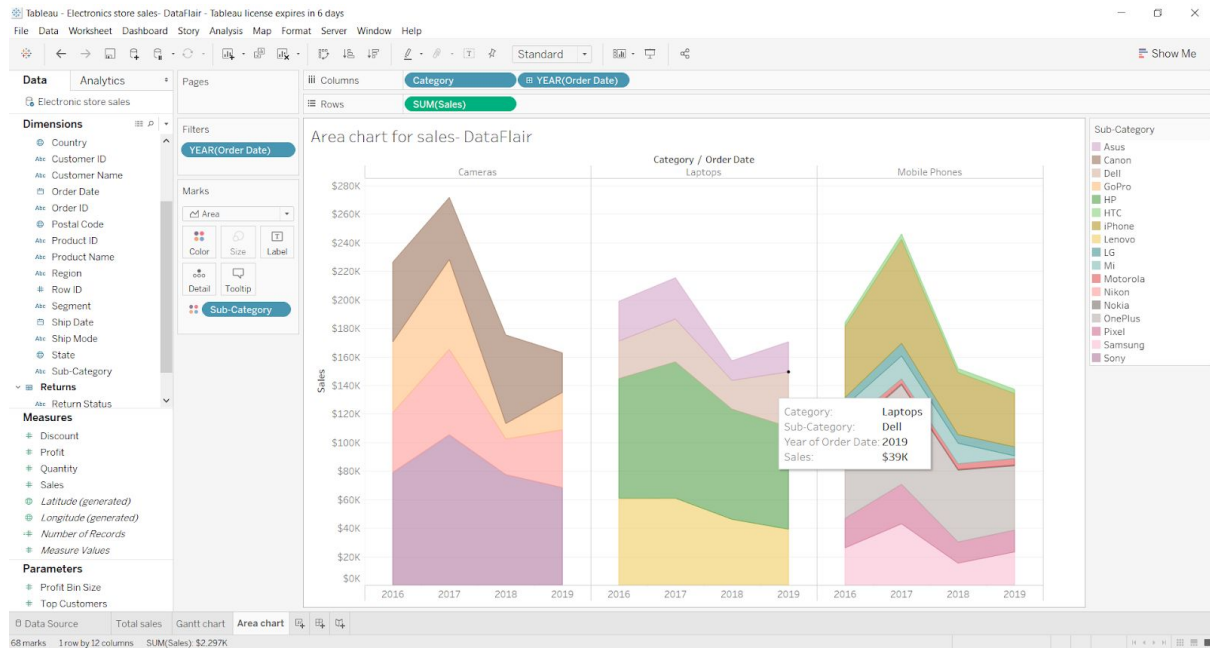 Tableau - Electronics store sales- DataFlair - Tableau license expires in 6 days
File Data Worksheet Dashboard Story Analysis Map Format Server Window Help
Standard
Show Me
Data Analytics
Electronic store sales
Dimensions
Country
Abc Customer ID
Abc Customer Name
Order Date
Abc Order ID
Postal Code
Abc Product ID
Abc Product Name
Abc Region
# Row ID
Abc Segment
Ship Date
Abc Ship Mode
State
Abc Sub-Category
Returns
Abc Return Status
Measures
# Discount
# Profit
# Quantity
# Sales
Latitude (generated)
Longitude (generated)
Number of Records
# Measure Values
Parameters
# Profit Bin Size
# Top Customers
Pages
Filters
YEAR(Order Date)
Marks
Area
Color Size Label
Detail Tooltip
Sub-Category
Columns Category YEAR(Order Date)
Rows SUM(Sales)
Area chart for sales- DataFlair
Category / Order Date
Cameras Laptops Mobile Phones
Sales
$280K
$260K
$240K
$220K
$200K
$180K
$160K
$140K
$120K
$100K
$80K
$60K
$40K
$20K
$0K
2016 2017 2018 2019 2016 2017 2018 2019 2016 2017 2018 2019
Category: Laptops
Sub-Category: Dell
Year of Order Date: 2019
Sales: $39K
Sub-Category
Asus
Canon
Dell
GoPro
HP
HTC
iPhone
Lenovo
LG
Mi
Motorola
Nikon
Nokia
OnePlus
Pixel
Samsung
Sony
Data Source Total sales Gantt chart Area chart
68 marks 1 row by 12 columns SUM(Sales): $2.297K